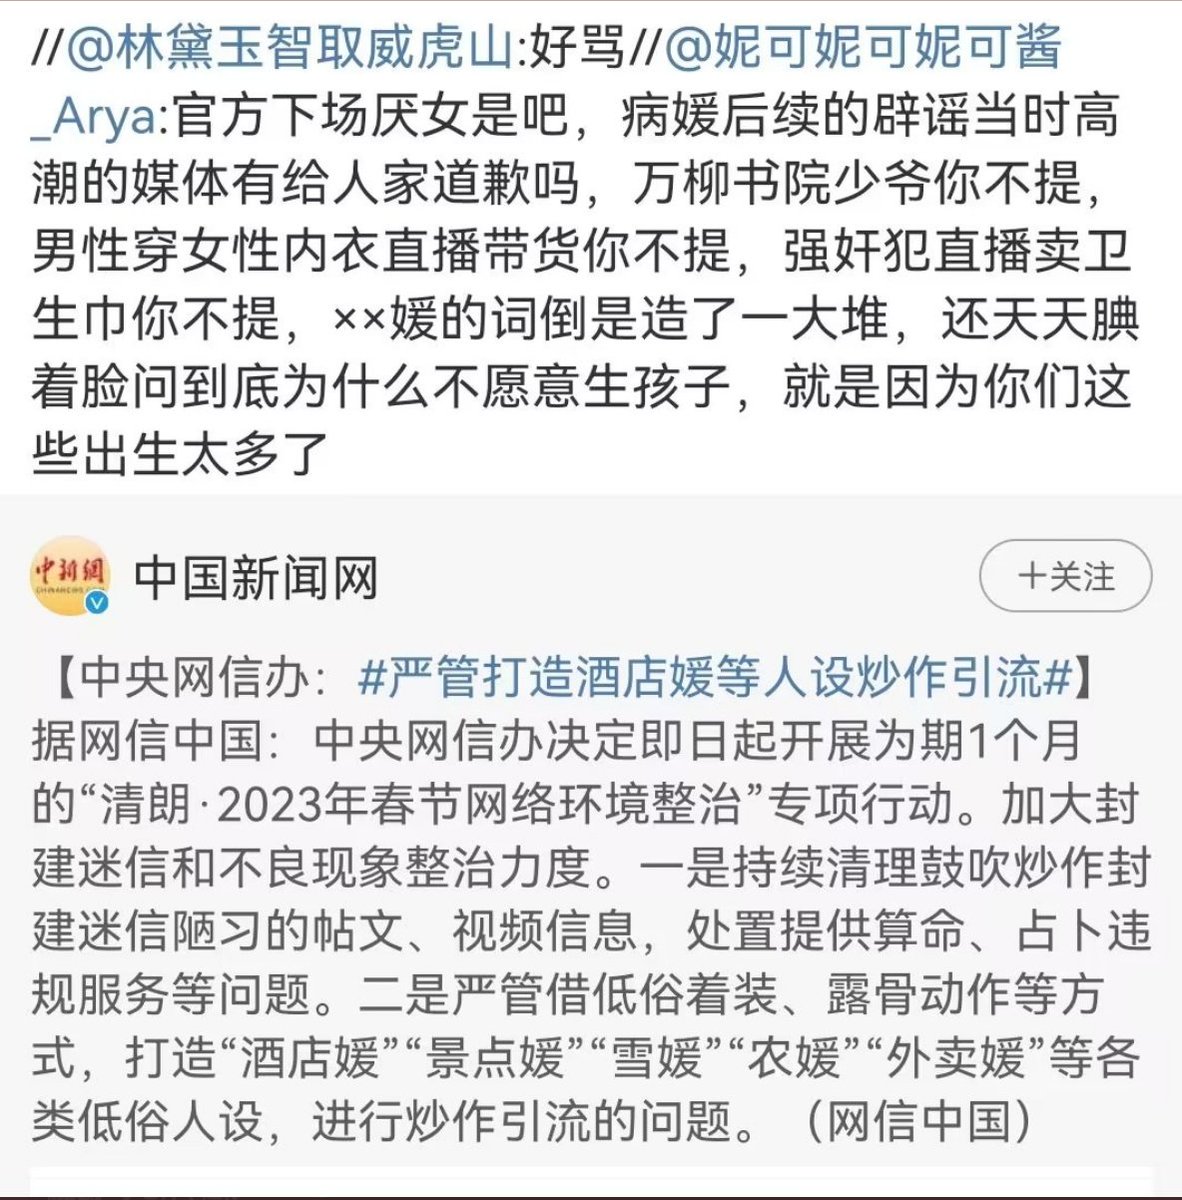 //@林黛玉智取威虎山:好骂//@妮可妮可妮可酱
_Arya:官方下场厌女是吧，病媛后续的辟谣当时高
潮的媒体有给人家道歉吗，万柳书院少爷你不提，
男性穿女性内衣直播带货你不提，强奸犯直播卖卫
生巾你不提，××媛的词倒是造了一大堆，还天天腆
着脸问到底为什么不愿意生孩子，就是因为你们这
些出生太多了
中新網
中国新闻网
＋关注
【中央网信办：#严管打造酒店媛等人设炒作引流#】
据网信中国：中央网信办决定即日起开展为期1个月
的“清朗·2023年春节网络环境整治”专项行动。加大封
建迷信和不良现象整治力度。一是持续清理鼓吹炒作封
建迷信陋习的帖文、视频信息，处置提供算命、占卜违
规服务等问题。二是严管借低俗着装、露骨动作等方
式，打造“酒店媛”“景点媛”“雪媛”“农媛”“外卖媛”等各
类低俗人设，进行炒作引流的问题。（网信中国）